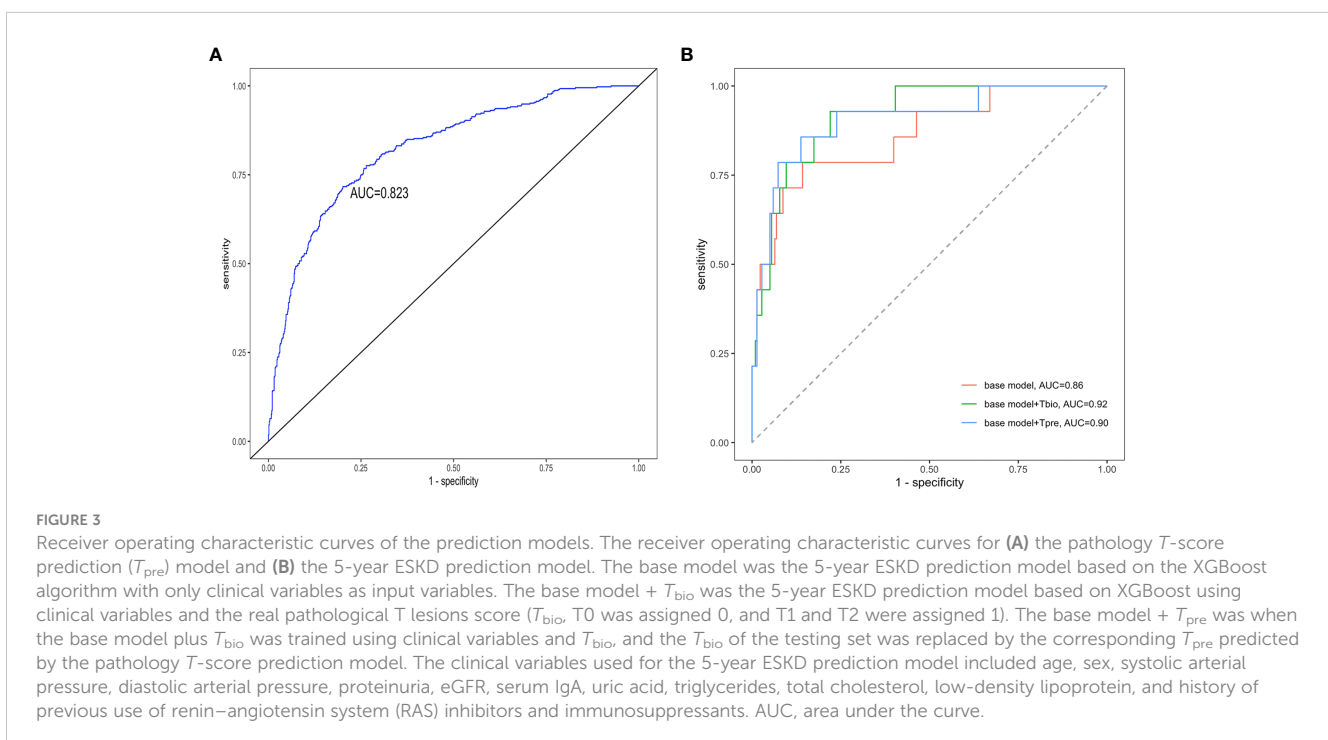 A
B
1.00
0.75
0.50
0.25
0.00
sensitivity
AUC=0.823
0.00 0.25 0.50 0.75 1.00
1 - specificity
1.00
0.75
0.50
0.25
0.00
sensitivity
base model, AUC=0.86
base model+Tbio, AUC=0.92
base model+Tpre, AUC=0.90
0.00 0.25 0.50 0.75 1.00
1 - specificity
FIGURE 3
Receiver operating characteristic curves of the prediction models. The receiver operating characteristic curves for (A) the pathology T-score
prediction (Tpre) model and (B) the 5-year ESKD prediction model. The base model was the 5-year ESKD prediction model based on the XGBoost
algorithm with only clinical variables as input variables. The base model + Tbio was the 5-year ESKD prediction model based on XGBoost using
clinical variables and the real pathological T lesions score (Tbio, T0 was assigned 0, and T1 and T2 were assigned 1). The base model + Tpre was when
the base model plus Tbio was trained using clinical variables and Tbio, and the Tbio of the testing set was replaced by the corresponding Tpre predicted
by the pathology T-score prediction model. The clinical variables used for the 5-year ESKD prediction model included age, sex, systolic arterial
pressure, diastolic arterial pressure, proteinuria, eGFR, serum IgA, uric acid, triglycerides, total cholesterol, low-density lipoprotein, and history of
previous use of renin–angiotensin system (RAS) inhibitors and immunosuppressants. AUC, area under the curve.